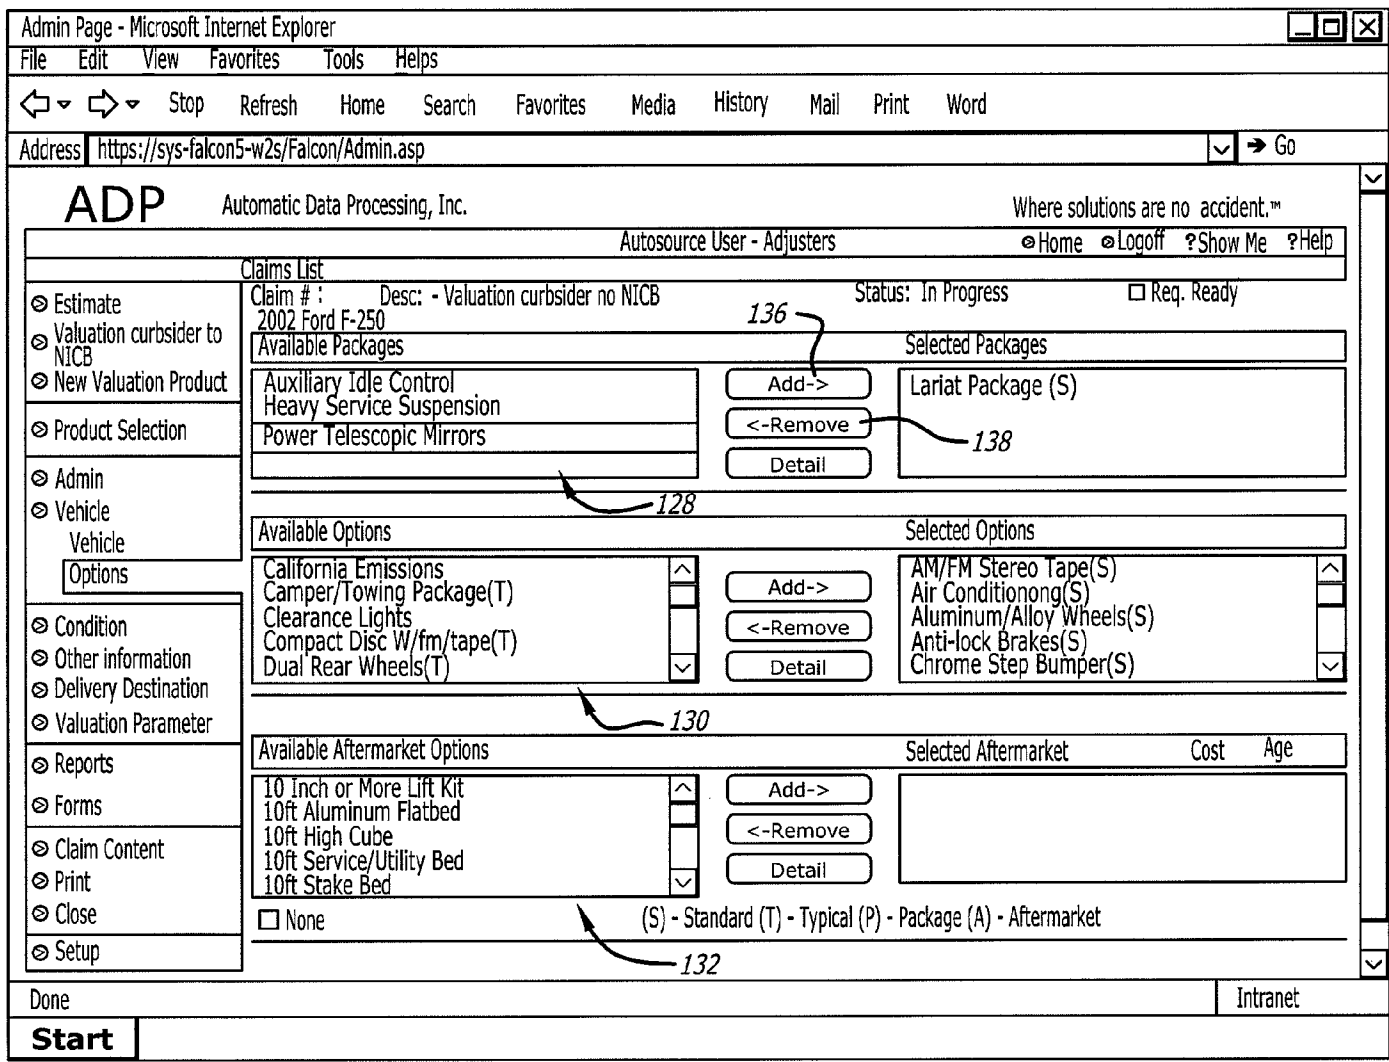 Admin Page - Microsoft Internet Explorer
File Edit View Favorites Tools Helps
Stop Refresh Home Search Favorites Media History Mail Print Word
Address https://sys-falcon5-w2s/Falcon/Admin.asp Go
ADP Automatic Data Processing, Inc. Where solutions are no accident.™
Autosource User - Adjusters Home Logoff ?Show Me ?Help
Claims List
Claim # : Desc: - Valuation curbsider no NICB Status: In Progress Req. Ready
2002 Ford F-250
Estimate
Valuation curbsider to
NICB
New Valuation Product
Product Selection
Admin
Vehicle
Vehicle
Options
Condition
Other information
Delivery Destination
Valuation Parameter
Reports
Forms
Claim Content
Print
Close
Setup
Available Packages Selected Packages
136
Auxiliary Idle Control
Heavy Service Suspension
Power Telescopic Mirrors
Add->
<-Remove
Detail
138
Lariat Package (S)
128
Available Options Selected Options
California Emissions
Camper/Towing Package(T)
Clearance Lights
Compact Disc W/fm/tape(T)
Dual Rear Wheels(T)
Add->
<-Remove
Detail
AM/FM Stereo Tape(S)
Air Conditionong(S)
Aluminum/Alloy Wheels(S)
Anti-lock Brakes(S)
Chrome Step Bumper(S)
130
Available Aftermarket Options Selected Aftermarket Cost Age
10 Inch or More Lift Kit
10ft Aluminum Flatbed
10ft High Cube
10ft Service/Utility Bed
10ft Stake Bed
Add->
<-Remove
Detail
None (S) - Standard (T) - Typical (P) - Package (A) - Aftermarket
132
Done Intranet
Start